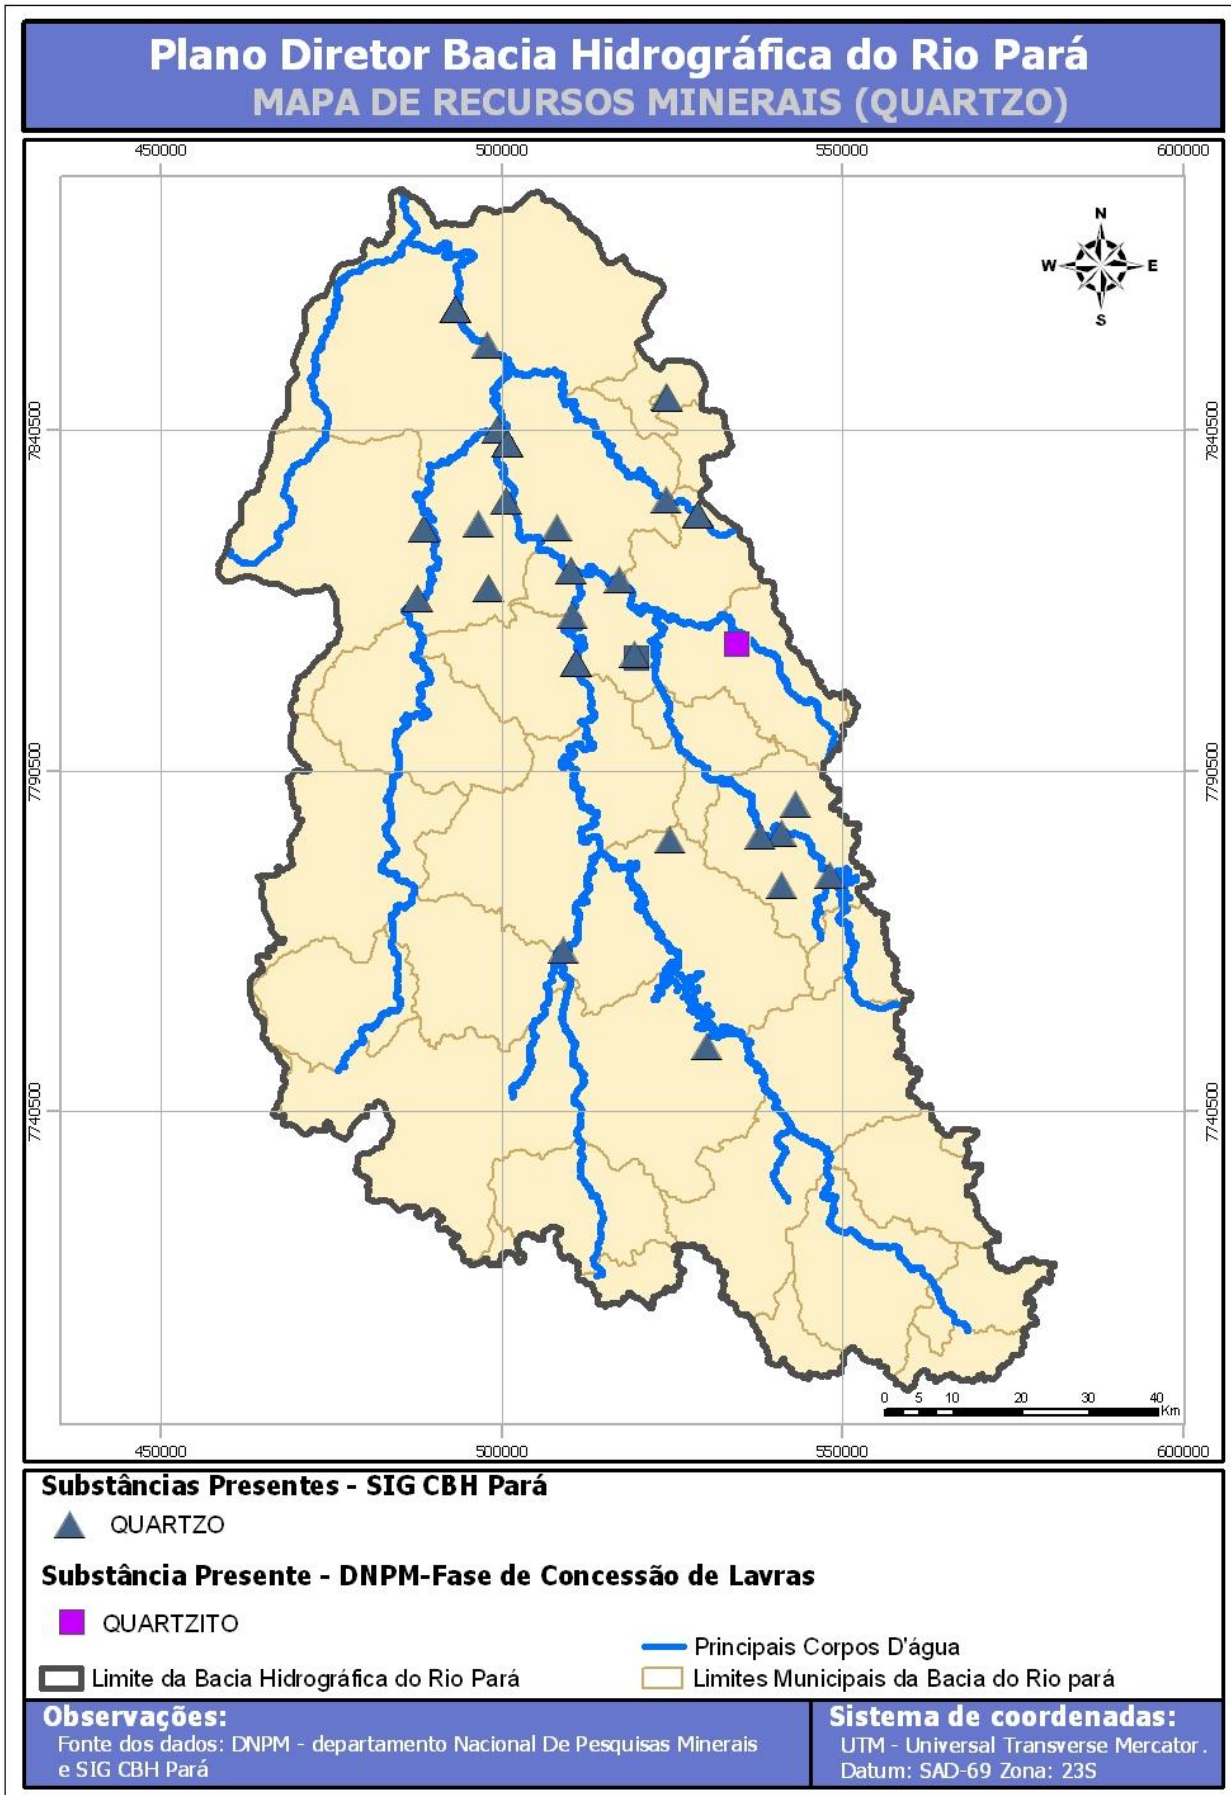 Plano Diretor Bacia Hidrográfica do Rio Pará
MAPA DE RECURSOS MINERAIS (QUARTZO)
450000 500000 550000 600000
N
W E
S
7840500 7840500
7790500 7790500
7740500 7740500
0 5 10 20 30 40
Km
450000 500000 550000 600000
Substâncias Presentes - SIG CBH Pará
QUARTZO
Substância Presente - DNPM-Fase de Concessão de Lavras
QUARTZITO
Principais Corpos D'água
Limite da Bacia Hidrográfica do Rio Pará
Limites Municipais da Bacia do Rio pará
Observações:
Fonte dos dados: DNPM - departamento Nacional De Pesquisas Minerais
e SIG CBH Pará
Sistema de coordenadas:
UTM - Universal Transverse Mercator.
Datum: SAD-69 Zona: 23S